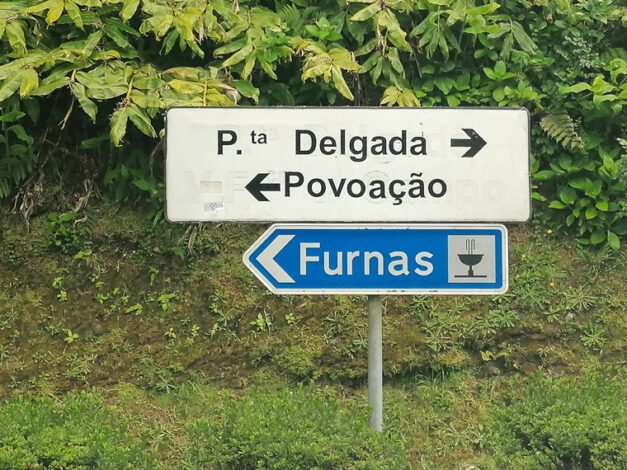 P.ta Delgada →
← Povoação
Furnas